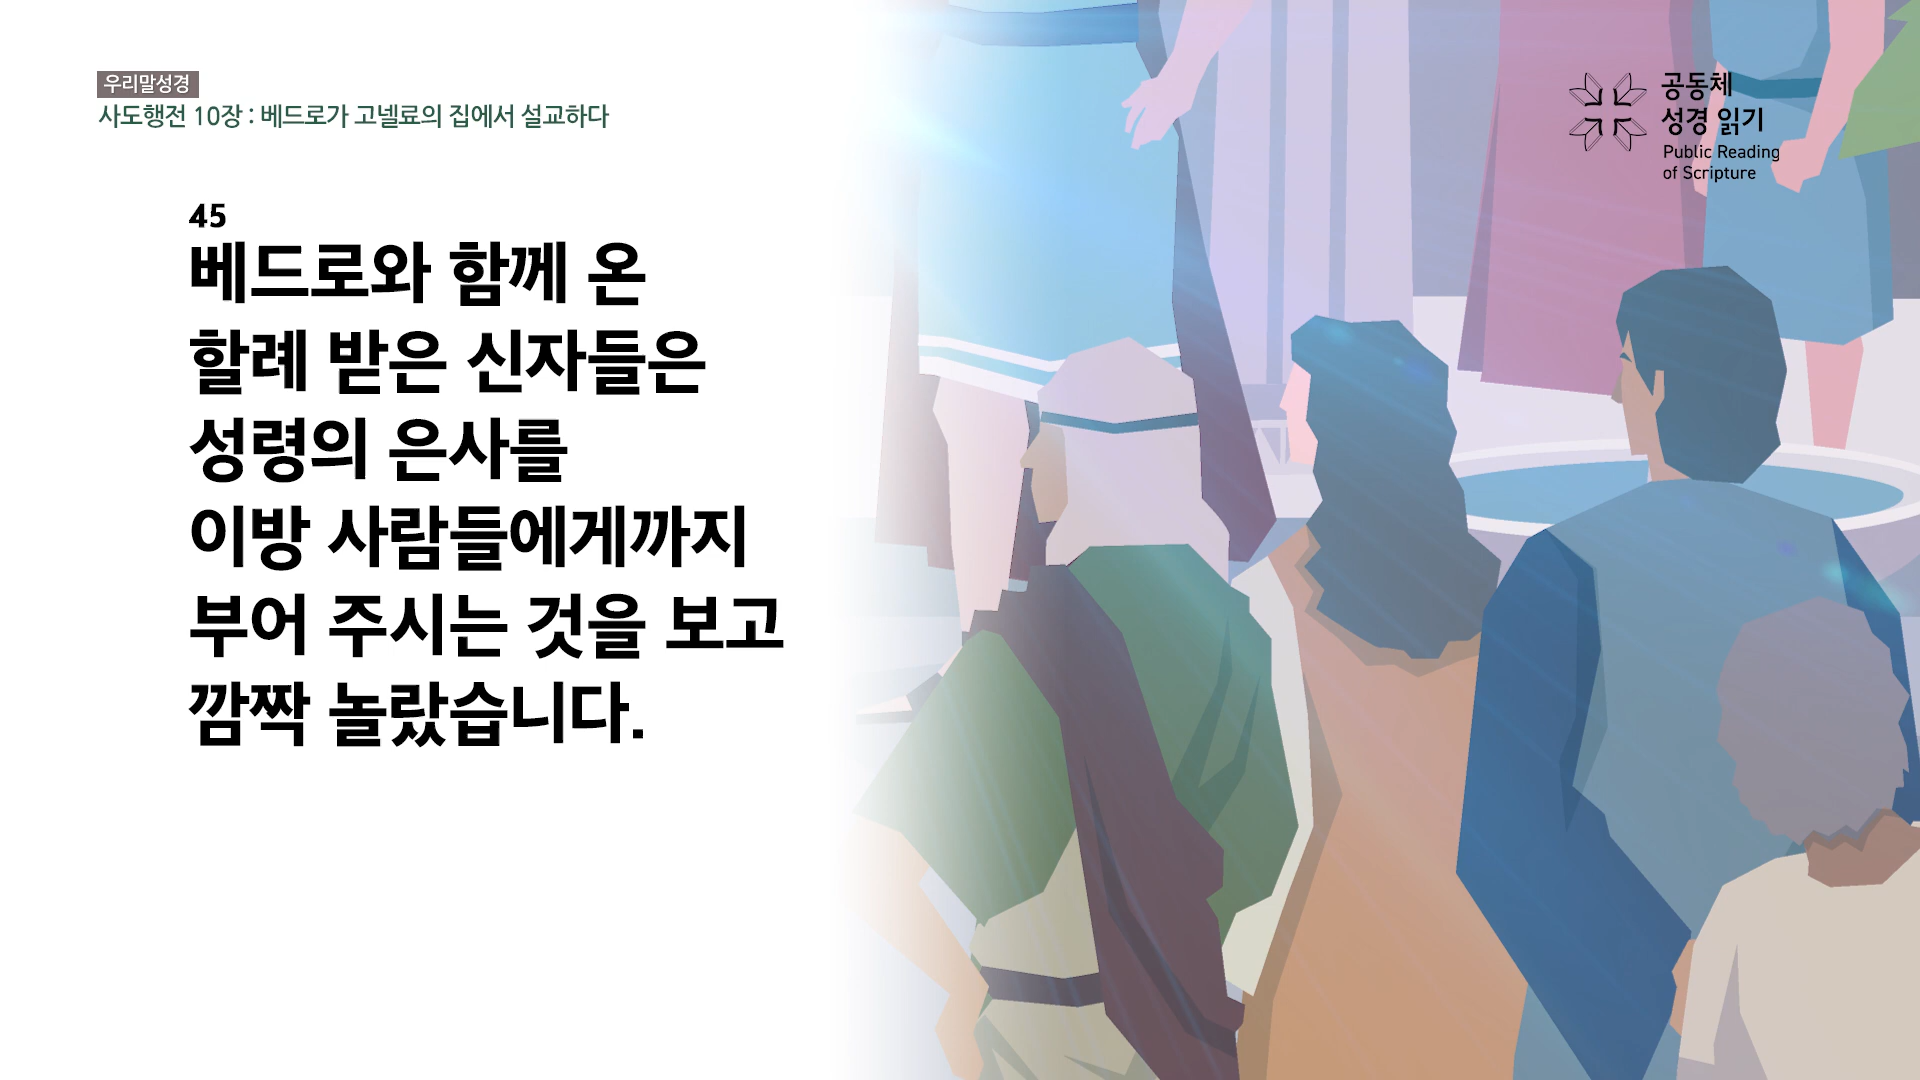 우리말성경
사도행전 10장 : 베드로가 고넬료의 집에서 설교하다
공동체
성경 읽기
Public Reading
of Scripture
45
베드로와 함께 온
할례 받은 신자들은
성령의 은사를
이방 사람들에게까지
부어 주시는 것을 보고
깜짝 놀랐습니다.